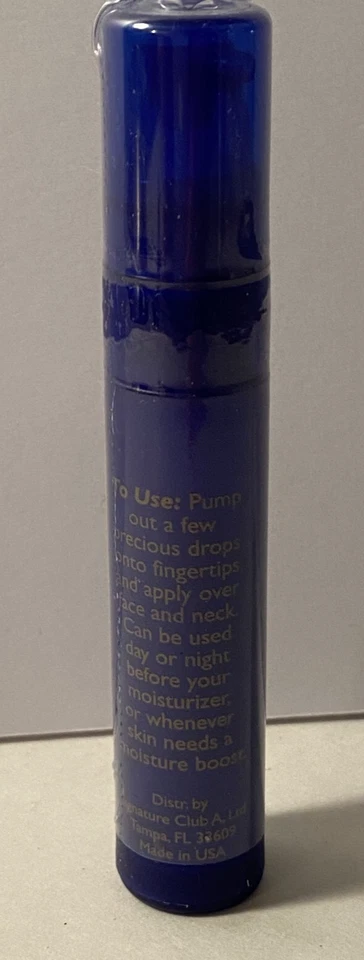 To Use: Pump
out a few
precious drops
onto fingertips
and apply over
face and neck.
Can be used
day or night
before your
moisturizer,
or whenever
skin needs a
moisture boost.
Distr. by
Signature Club A, Ltd
Tampa, FL 33609
Made in USA